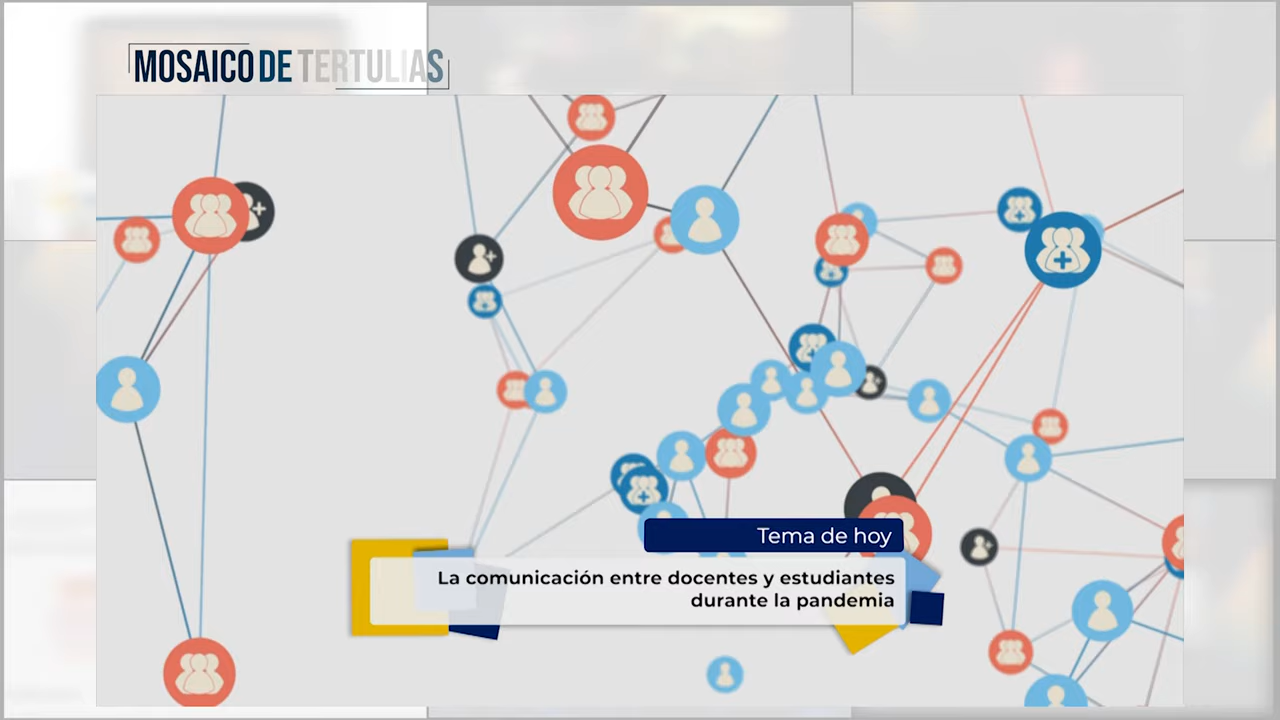 MOSAICO DE TERTULIAS
Tema de hoy
La comunicación entre docentes y estudiantes
durante la pandemia